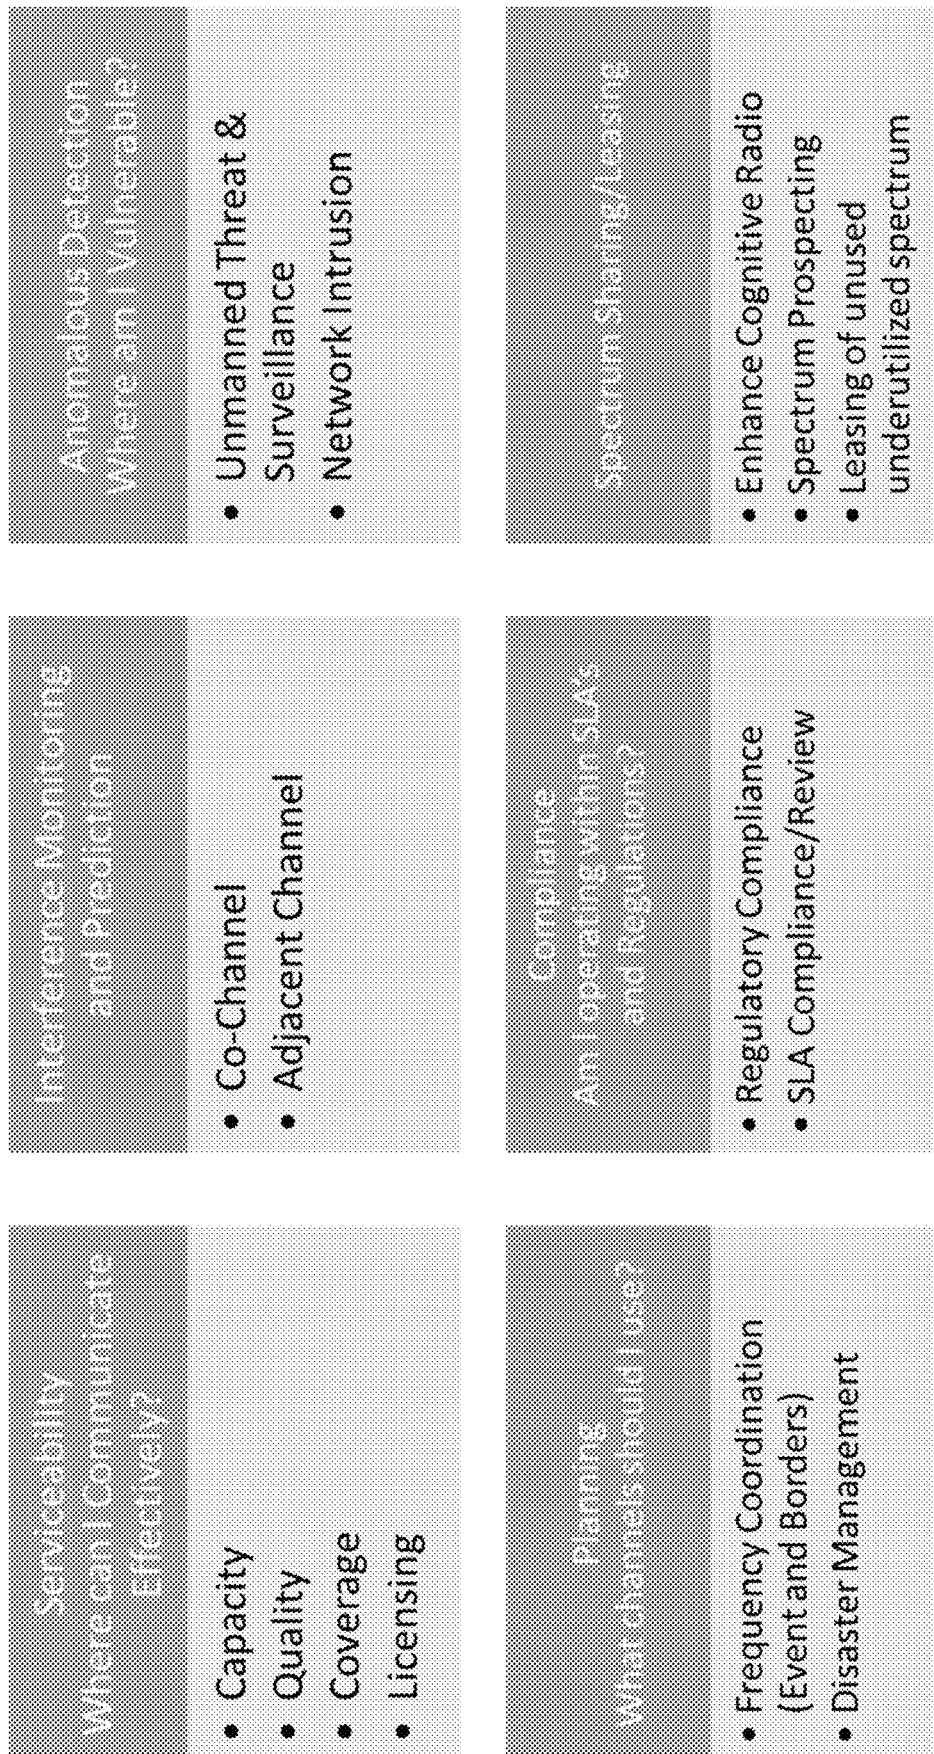 Serviceability
Where can I Communicate
Effectively?
• Capacity
• Quality
• Coverage
• Licensing
Interference Monitoring
and Prediction
• Co-Channel
• Adjacent Channel
Anomalous Detection
Where am I Vulnerable?
• Unmanned Threat &
Surveillance
• Network Intrusion
Planning
What channels should I use?
• Frequency Coordination
(Event and Borders)
• Disaster Management
Compliance
Am I operating within SLA's
and Regulations?
• Regulatory Compliance
• SLA Compliance/Review
Spectrum Sharing/Leasing
• Enhance Cognitive Radio
• Spectrum Prospecting
• Leasing of unused
underutilized spectrum